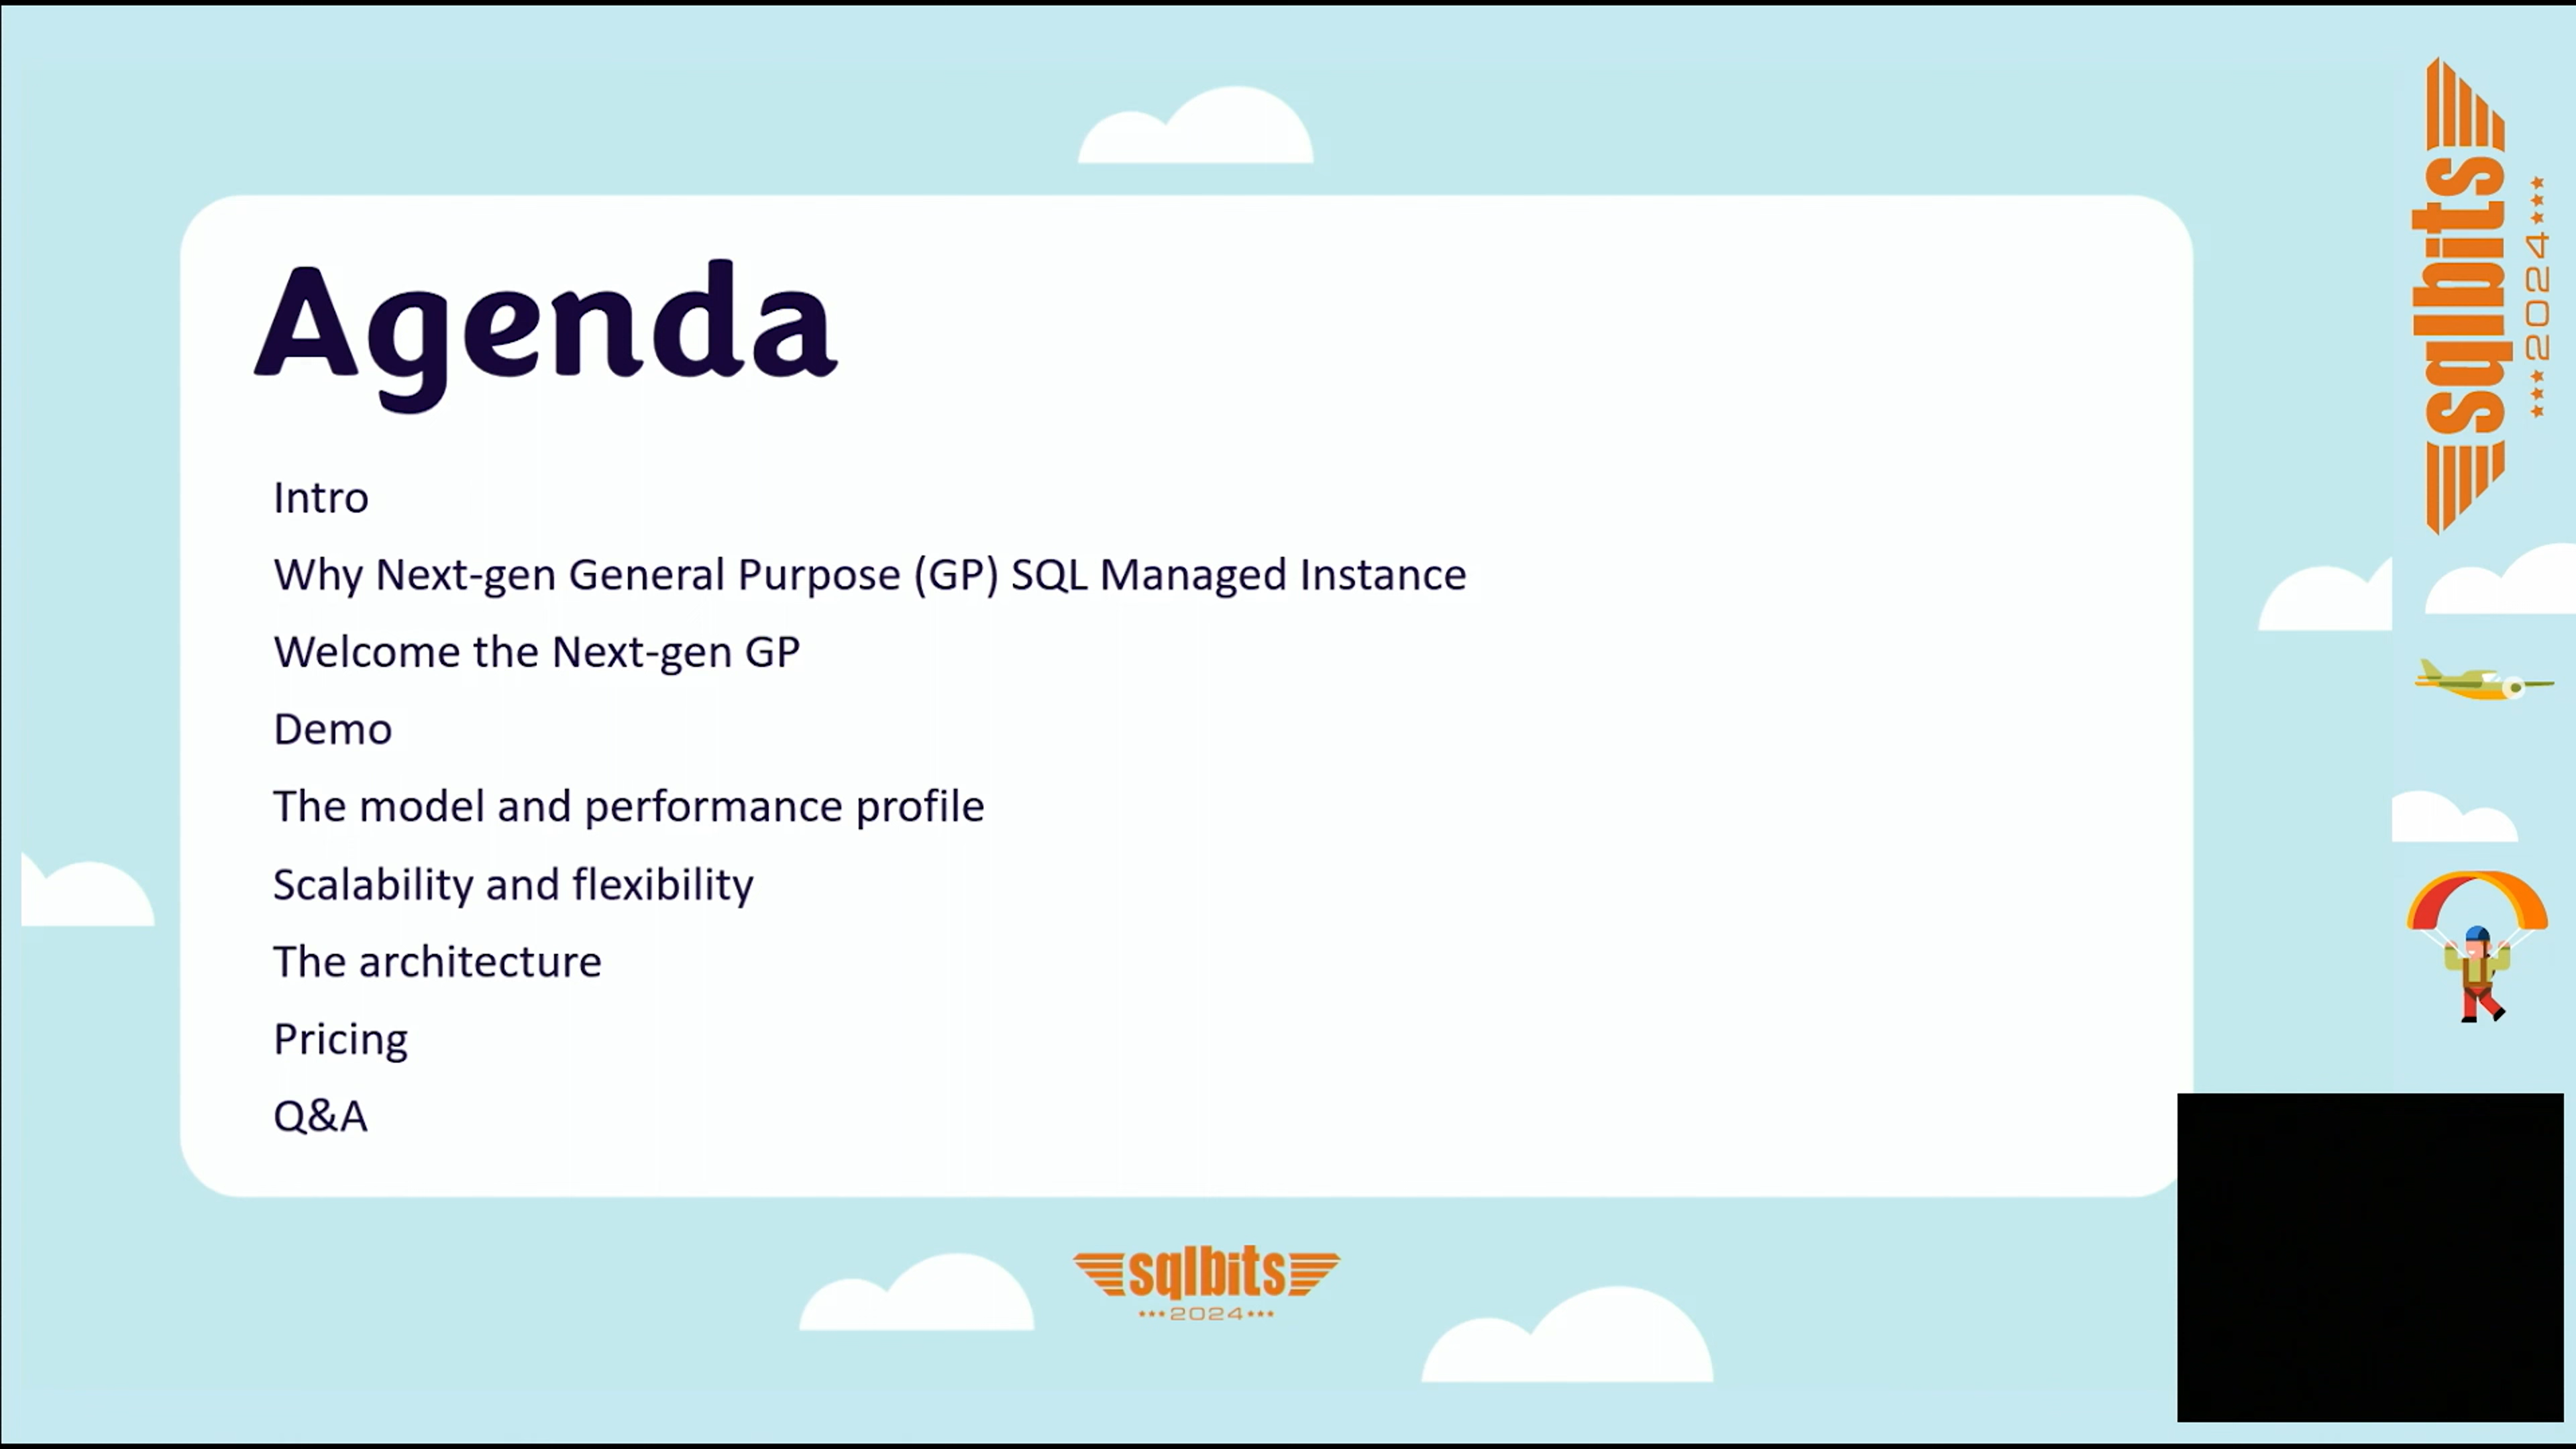 Agenda
Intro
Why Next-gen General Purpose (GP) SQL Managed Instance
Welcome the Next-gen GP
Demo
The model and performance profile
Scalability and flexibility
The architecture
Pricing
Q&A
sqlbits
2024
sqlbits
2024